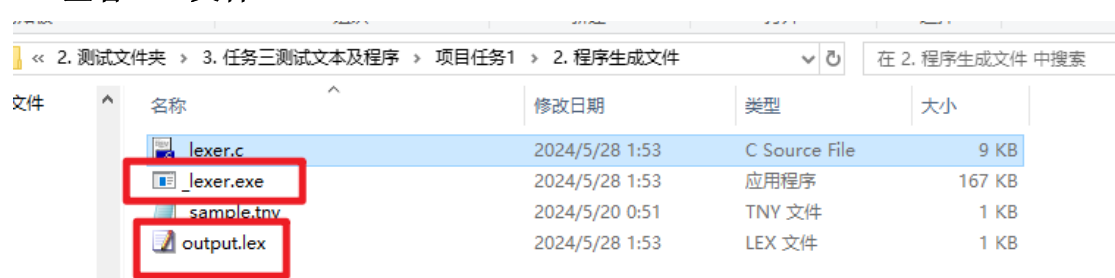 « 2. 测试文件夹 › 3. 任务三测试文本及程序 › 项目任务1 › 2. 程序生成文件
在 2. 程序生成文件 中搜索
文件
名称 修改日期 类型 大小
_lexer.c 2024/5/28 1:53 C Source File 9 KB
_lexer.exe 2024/5/28 1:53 应用程序 167 KB
_sample.tny 2024/5/20 0:51 TNY 文件 1 KB
output.lex 2024/5/28 1:53 LEX 文件 1 KB